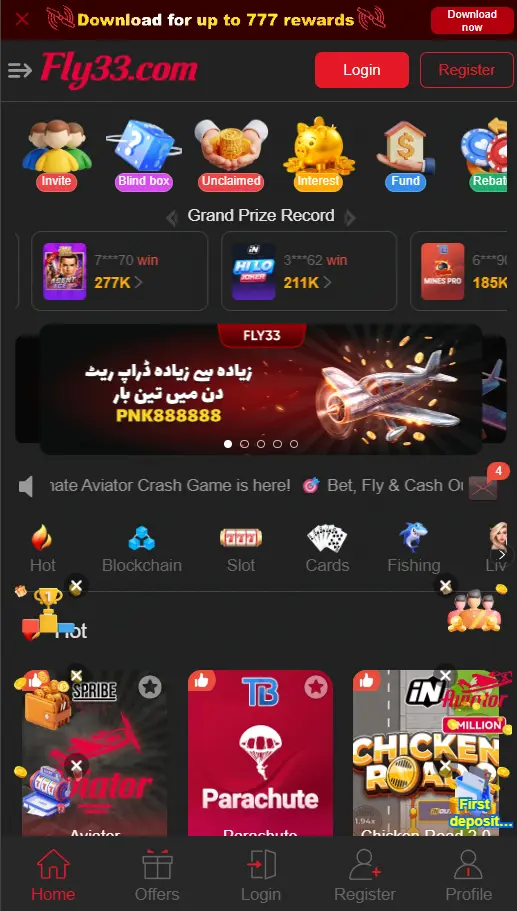 Download for up to 777 rewards
Download now
Fly33.com
Login
Register
Invite
Blind box
Unclaimed
Interest
Fund
Rebat
Grand Prize Record
7***70 win
277K
iN
HILO
JOKER
3***62 win
211K
MINES PRO
6***9
185K
FLY33
زیادہ سے زیادہ ڈراپ ریٹ
دن میں تین بار
PNK888888
nate Aviator Crash Game is here! 🎯 Bet, Fly & Cash Ou
4
Hot
Blockchain
Slot
Cards
Fishing
Liv
1
Hot
SPRIBE
Aviator
TB
Parachute
iN
Aviator
MILLION
CHICKEN
ROAD
1.94x
First
deposit...
Aviator
Parachute
Chicken Road 2.0
Home
Offers
Login
Register
Profile